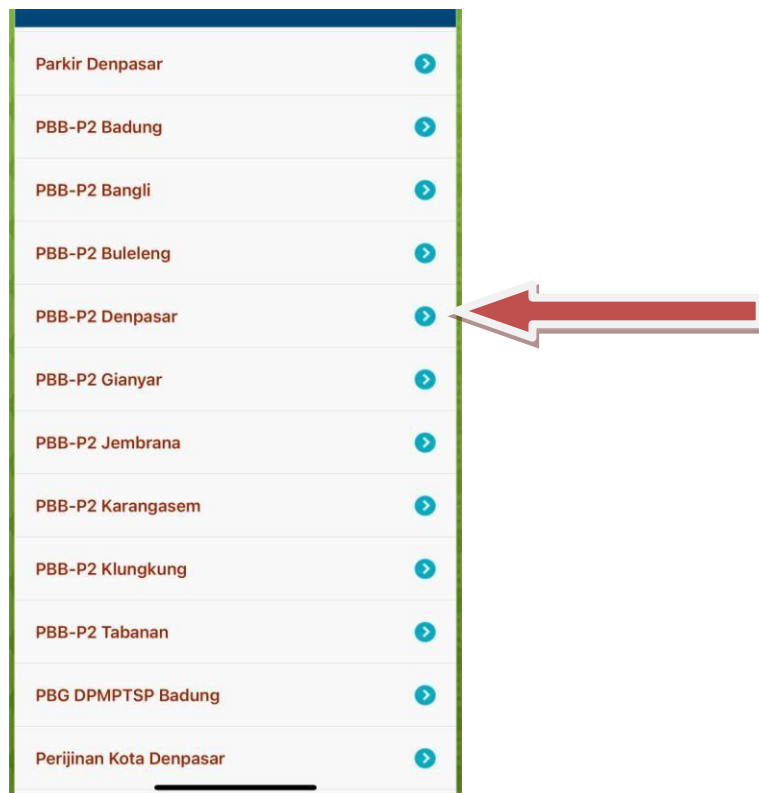 Parkir Denpasar
PBB-P2 Badung
PBB-P2 Bangli
PBB-P2 Buleleng
PBB-P2 Denpasar
PBB-P2 Gianyar
PBB-P2 Jembrana
PBB-P2 Karangasem
PBB-P2 Klungkung
PBB-P2 Tabanan
PBG DPMPTSP Badung
Perijinan Kota Denpasar